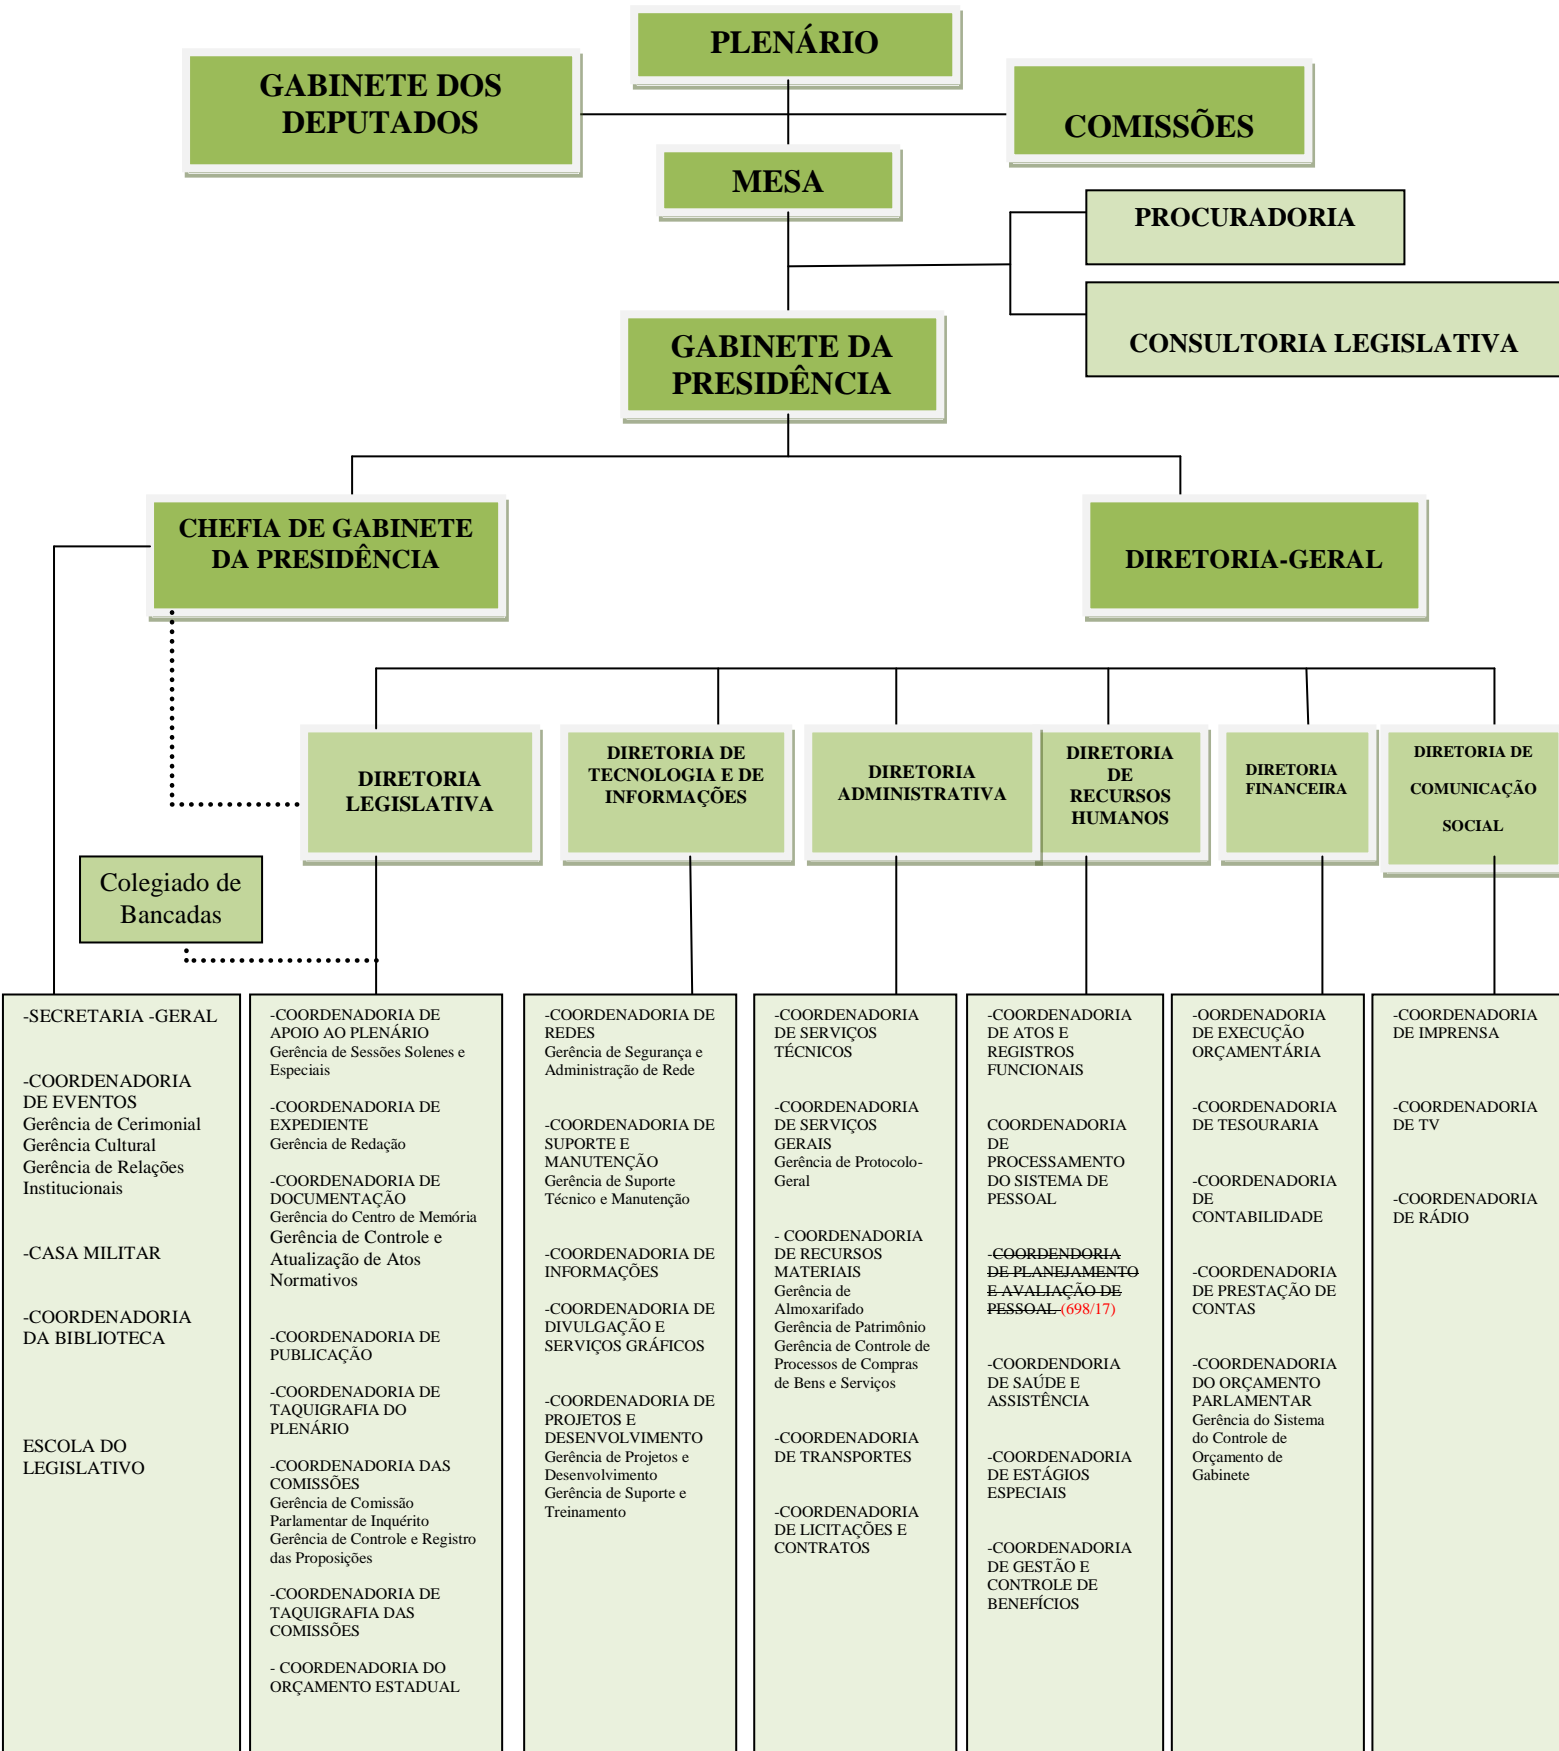 PLENÁRIO
GABINETE DOS
DEPUTADOS
COMISSÕES
MESA
PROCURADORIA
CONSULTORIA LEGISLATIVA
GABINETE DA
PRESIDÊNCIA
CHEFIA DE GABINETE
DA PRESIDÊNCIA
DIRETORIA-GERAL
DIRETORIA
LEGISLATIVA
DIRETORIA DE
TECNOLOGIA E DE
INFORMAÇÕES
DIRETORIA
ADMINISTRATIVA
DIRETORIA
DE
RECURSOS
HUMANOS
DIRETORIA
FINANCEIRA
DIRETORIA DE
COMUNICAÇÃO
SOCIAL
Colegiado de
Bancadas
-SECRETARIA -GERAL
-COORDENADORIA
DE EVENTOS
Gerência de Cerimonial
Gerência Cultural
Gerência de Relações
Institucionais
-CASA MILITAR
-COORDENADORIA
DA BIBLIOTECA
ESCOLA DO
LEGISLATIVO
-COORDENADORIA DE
APOIO AO PLENÁRIO
Gerência de Sessões Solenes e
Especiais
-COORDENADORIA DE
EXPEDIENTE
Gerência de Redação
-COORDENADORIA DE
DOCUMENTAÇÃO
Gerência do Centro de Memória
Gerência de Controle e
Atualização de Atos
Normativos
-COORDENADORIA DE
PUBLICAÇÃO
-COORDENADORIA DE
TAQUIGRAFIA DO
PLENÁRIO
-COORDENADORIA DAS
COMISSÕES
Gerência de Comissão
Parlamentar de Inquérito
Gerência de Controle e Registro
das Proposições
-COORDENADORIA DE
TAQUIGRAFIA DAS
COMISSÕES
- COORDENADORIA DO
ORÇAMENTO ESTADUAL
-COORDENADORIA DE
REDES
Gerência de Segurança e
Administração de Rede
-COORDENADORIA DE
SUPORTE E
MANUTENÇÃO
Gerência de Suporte
Técnico e Manutenção
-COORDENADORIA DE
INFORMAÇÕES
-COORDENADORIA DE
DIVULGAÇÃO E
SERVIÇOS GRÁFICOS
-COORDENADORIA DE
PROJETOS E
DESENVOLVIMENTO
Gerência de Projetos e
Desenvolvimento
Gerência de Suporte e
Treinamento
-COORDENADORIA
DE SERVIÇOS
TÉCNICOS
-COORDENADORIA
DE SERVIÇOS
GERAIS
Gerência de Protocolo-
Geral
- COORDENADORIA
DE RECURSOS
MATERIAIS
Gerência de
Almoxarifado
Gerência de Patrimônio
Gerência de Controle de
Processos de Compras
de Bens e Serviços
-COORDENADORIA
DE TRANSPORTES
-COORDENADORIA
DE LICITAÇÕES E
CONTRATOS
-COORDENADORIA
DE ATOS E
REGISTROS
FUNCIONAIS
COORDENADORIA
DE
PROCESSAMENTO
DO SISTEMA DE
PESSOAL
-COORDENDORIA
DE PLANEJAMENTO
E AVALIAÇÃO DE
PESSOAL (698/17)
-COORDENDORIA
DE SAÚDE E
ASSISTÊNCIA
-COORDENADORIA
DE ESTÁGIOS
ESPECIAIS
-COORDENADORIA
DE GESTÃO E
CONTROLE DE
BENEFÍCIOS
-OORDENADORIA
DE EXECUÇÃO
ORÇAMENTÁRIA
-COORDENADORIA
DE TESOURARIA
-COORDENADORIA
DE
CONTABILIDADE
-COORDENADORIA
DE PRESTAÇÃO DE
CONTAS
-COORDENADORIA
DO ORÇAMENTO
PARLAMENTAR
Gerência do Sistema
do Controle de
Orçamento de
Gabinete
-COORDENADORIA
DE IMPRENSA
-COORDENADORIA
DE TV
-COORDENADORIA
DE RÁDIO